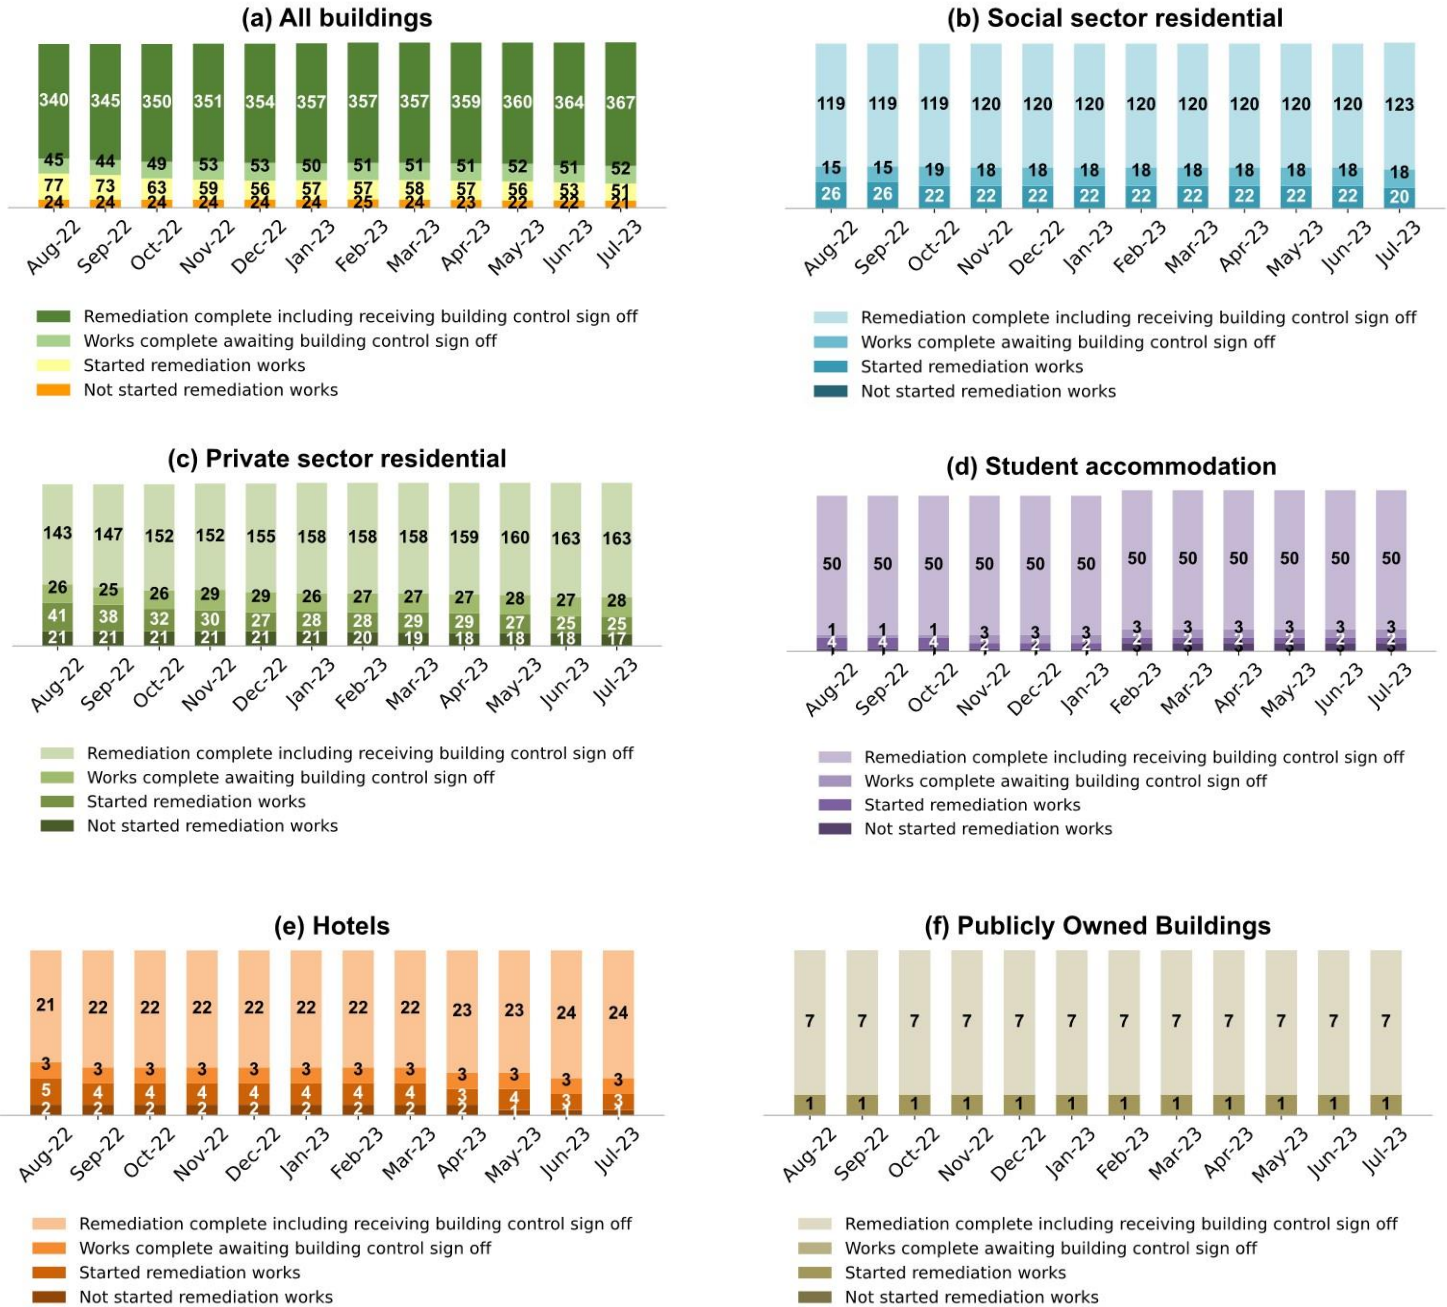 (a) All buildings
340 345 350 351 354 357 357 357 359 360 364 367
45 44 49 53 53 50 51 51 51 52 51 52
77 73 63 59 56 57 57 58 57 56 53 51
24 24 24 24 24 24 25 24 23 22 22 21
Aug-22 Sep-22 Oct-22 Nov-22 Dec-22 Jan-23 Feb-23 Mar-23 Apr-23 May-23 Jun-23 Jul-23
Remediation complete including receiving building control sign off
Works complete awaiting building control sign off
Started remediation works
Not started remediation works
(b) Social sector residential
119 119 119 120 120 120 120 120 120 120 120 123
15 15 19 18 18 18 18 18 18 18 18 18
26 26 22 22 22 22 22 22 22 22 22 20
Aug-22 Sep-22 Oct-22 Nov-22 Dec-22 Jan-23 Feb-23 Mar-23 Apr-23 May-23 Jun-23 Jul-23
Remediation complete including receiving building control sign off
Works complete awaiting building control sign off
Started remediation works
Not started remediation works
(c) Private sector residential
143 147 152 152 155 158 158 158 159 160 163 163
26 25 26 29 29 26 27 27 27 28 27 28
41 38 32 30 27 28 28 29 29 27 25 25
21 21 21 21 21 21 20 19 18 18 18 17
Aug-22 Sep-22 Oct-22 Nov-22 Dec-22 Jan-23 Feb-23 Mar-23 Apr-23 May-23 Jun-23 Jul-23
Remediation complete including receiving building control sign off
Works complete awaiting building control sign off
Started remediation works
Not started remediation works
(d) Student accommodation
50 50 50 50 50 50 50 50 50 50 50 50
1 1 1 3 3 3 3 3 3 3 3 3
4 4 4 2 2 2 2 2 2 2 2 2
Aug-22 Sep-22 Oct-22 Nov-22 Dec-22 Jan-23 Feb-23 Mar-23 Apr-23 May-23 Jun-23 Jul-23
Remediation complete including receiving building control sign off
Works complete awaiting building control sign off
Started remediation works
Not started remediation works
(e) Hotels
21 22 22 22 22 22 22 22 23 23 24 24
3 3 3 3 3 3 3 3 3 3 3 3
5 4 4 4 4 4 4 4 3 4 3 3
2 2 2 2 2 2 2 2 2 1 1 1
Aug-22 Sep-22 Oct-22 Nov-22 Dec-22 Jan-23 Feb-23 Mar-23 Apr-23 May-23 Jun-23 Jul-23
Remediation complete including receiving building control sign off
Works complete awaiting building control sign off
Started remediation works
Not started remediation works
(f) Publicly Owned Buildings
7 7 7 7 7 7 7 7 7 7 7 7
1 1 1 1 1 1 1 1 1 1 1 1
Aug-22 Sep-22 Oct-22 Nov-22 Dec-22 Jan-23 Feb-23 Mar-23 Apr-23 May-23 Jun-23 Jul-23
Remediation complete including receiving building control sign off
Works complete awaiting building control sign off
Started remediation works
Not started remediation works